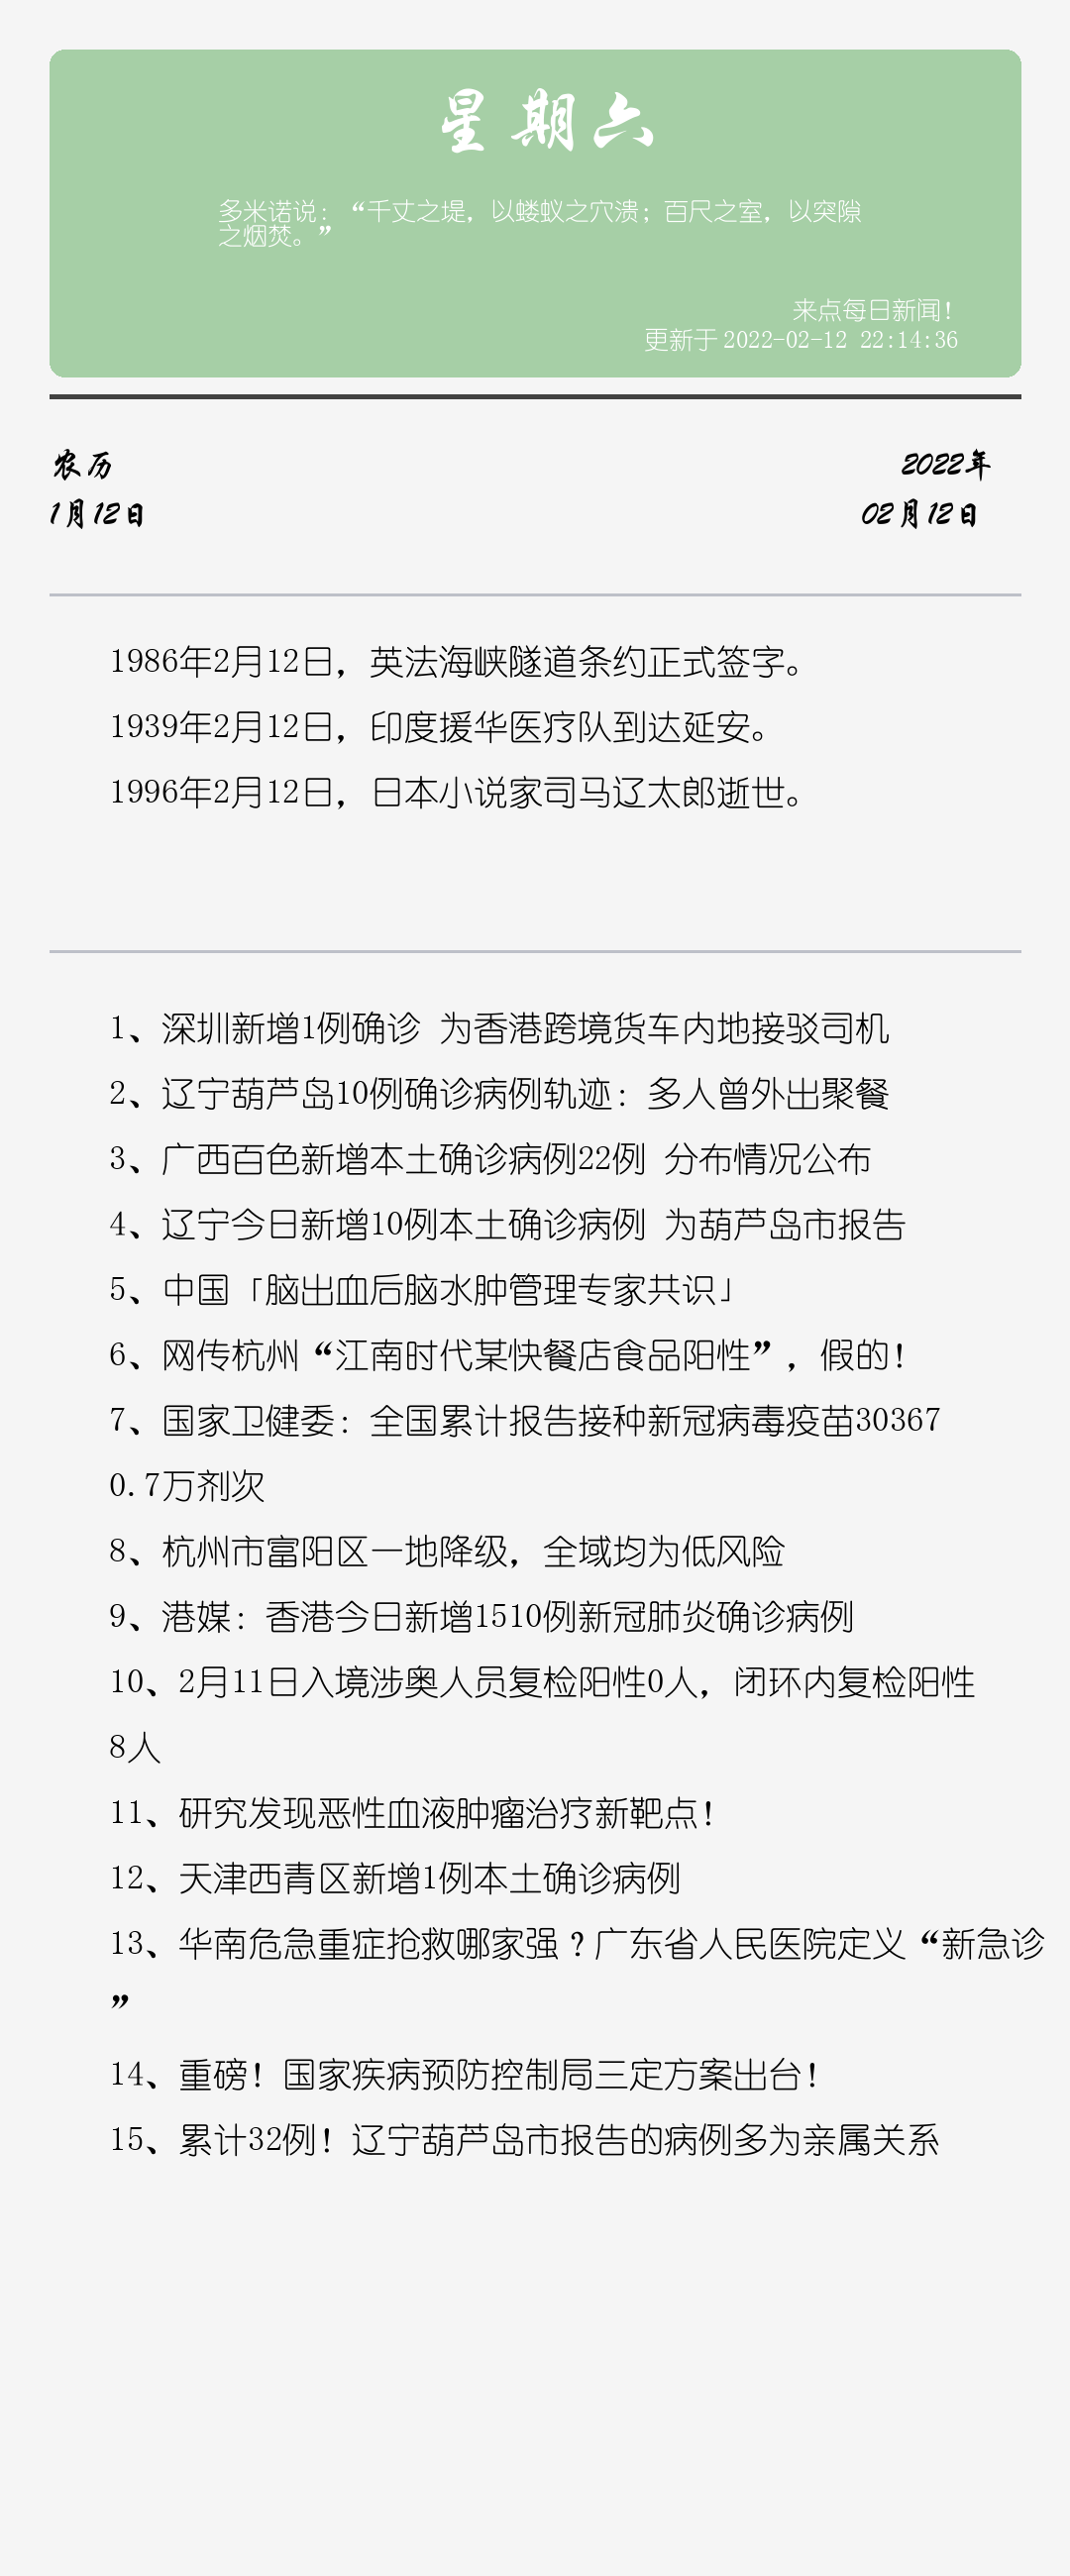 星期六
多米诺说：“千丈之堤，以蝼蚁之穴溃；百尺之室，以突隙
之烟焚。”
来点每日新闻！
更新于 2022-02-12 22:14:36
农历
2022年
1月12日
02月12日
1986年2月12日，英法海峡隧道条约正式签字。
1939年2月12日，印度援华医疗队到达延安。
1996年2月12日，日本小说家司马辽太郎逝世。
1、深圳新增1例确诊 为香港跨境货车内地接驳司机
2、辽宁葫芦岛10例确诊病例轨迹：多人曾外出聚餐
3、广西百色新增本土确诊病例22例 分布情况公布
4、辽宁今日新增10例本土确诊病例 为葫芦岛市报告
5、中国「脑出血后脑水肿管理专家共识」
6、网传杭州“江南时代某快餐店食品阳性”，假的！
7、国家卫健委：全国累计报告接种新冠病毒疫苗30367
0.7万剂次
8、杭州市富阳区一地降级，全域均为低风险
9、港媒：香港今日新增1510例新冠肺炎确诊病例
10、2月11日入境涉奥人员复检阳性0人，闭环内复检阳性
8人
11、研究发现恶性血液肿瘤治疗新靶点！
12、天津西青区新增1例本土确诊病例
13、华南危急重症抢救哪家强？广东省人民医院定义“新急诊
”
14、重磅！国家疾病预防控制局三定方案出台！
15、累计32例！辽宁葫芦岛市报告的病例多为亲属关系